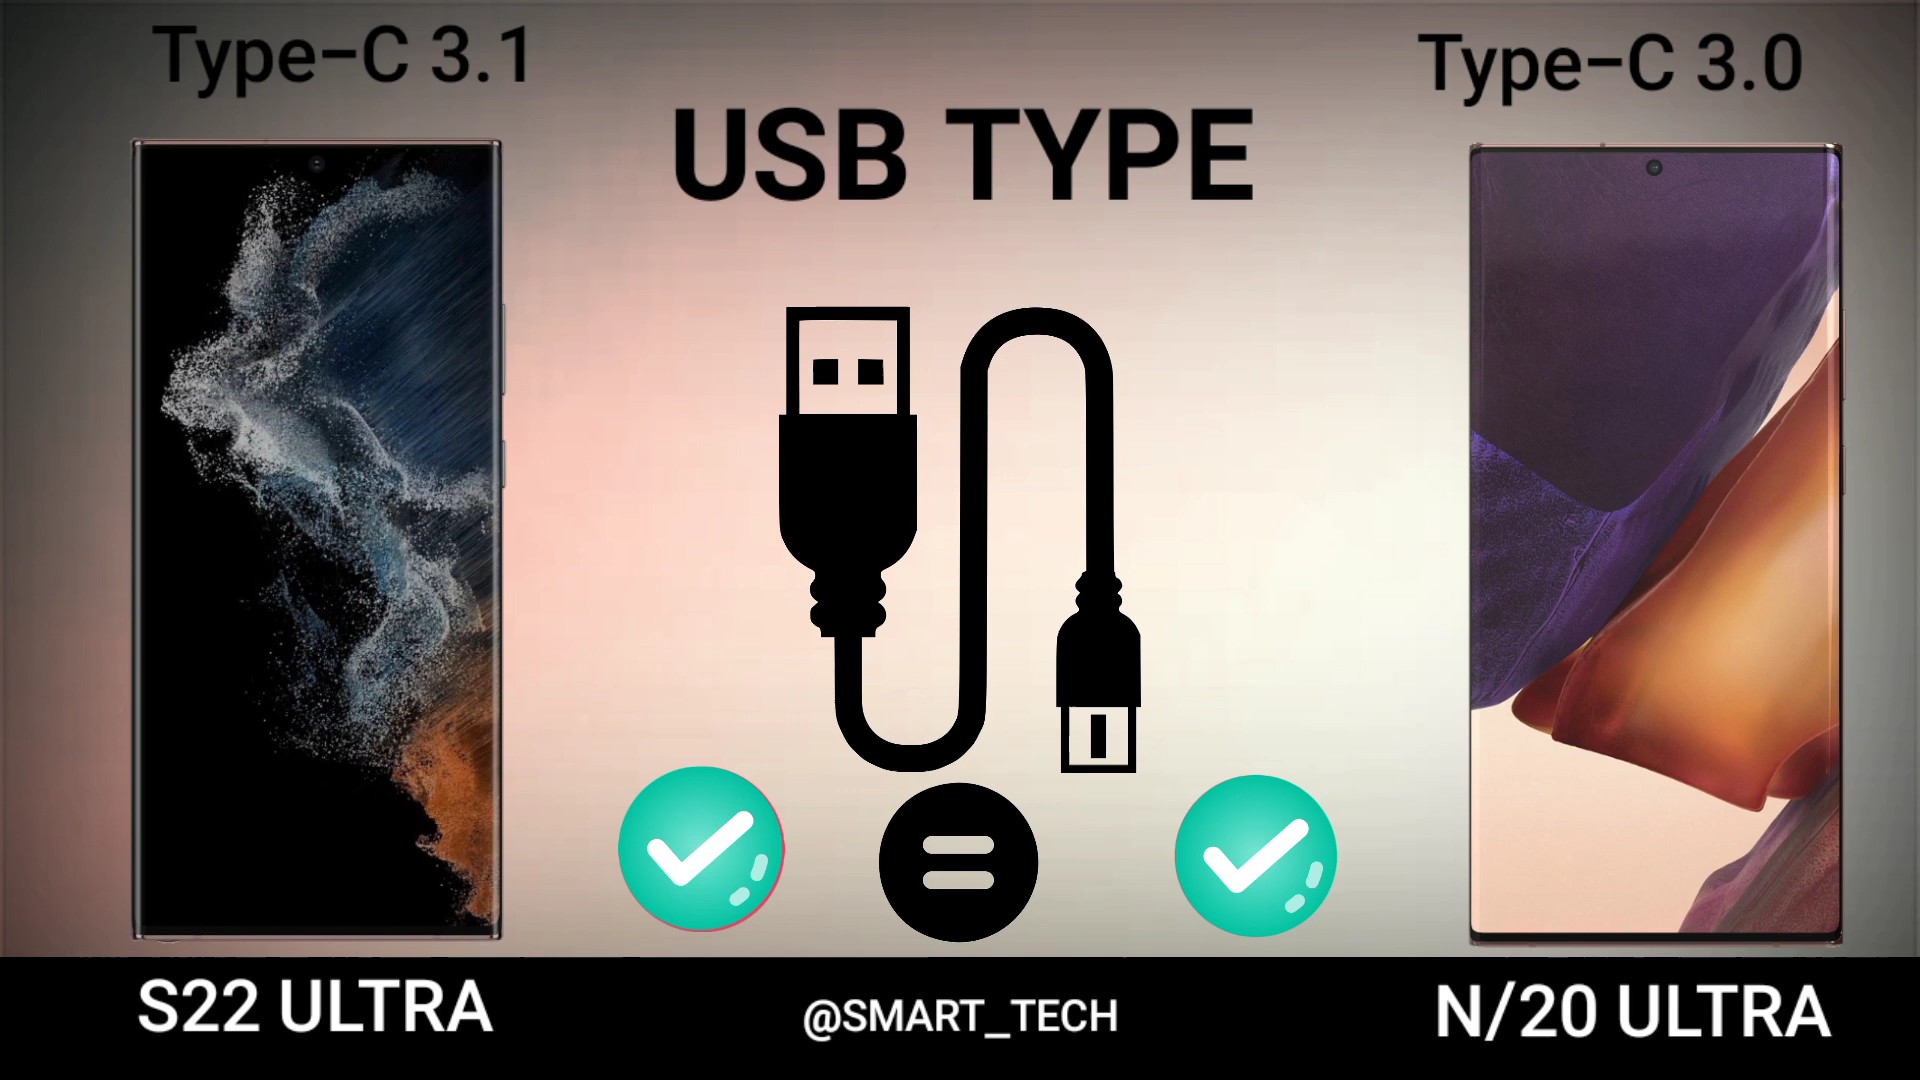 Type-C 3.1
Type-C 3.0
USB TYPE
S22 ULTRA
@SMART_TECH
N/20 ULTRA